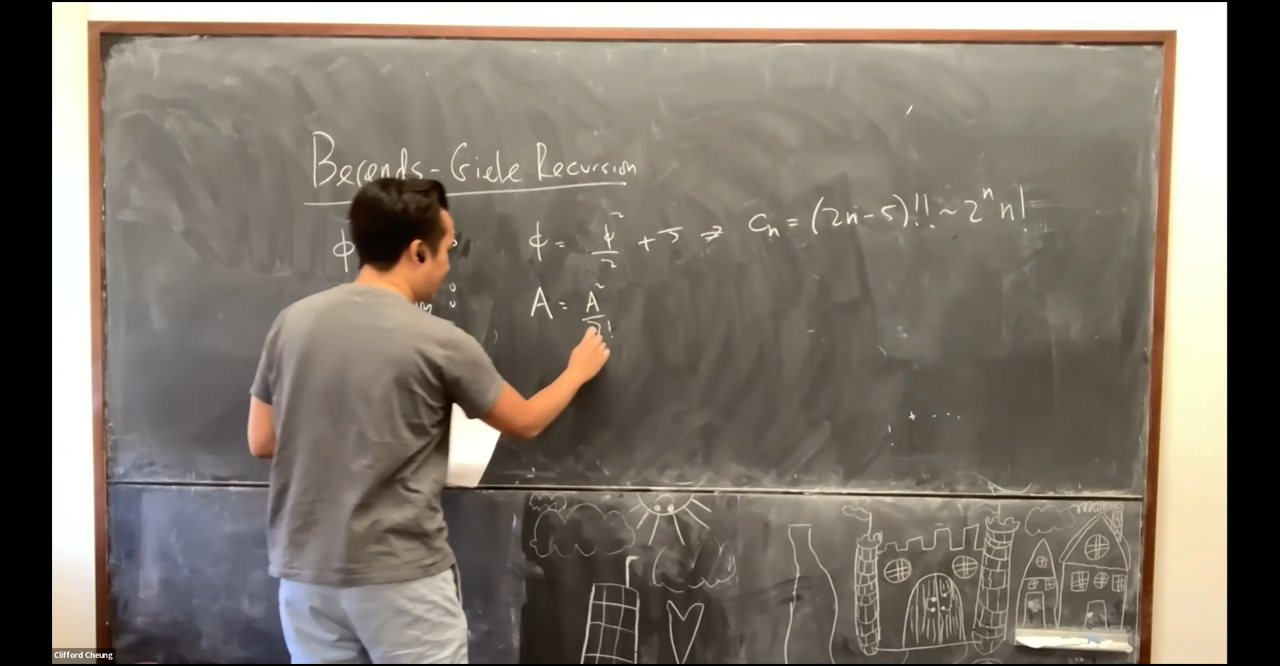 Berends-Giele Recursion
ϕ ϕ = ϕ²/2 + J ⇒ Cₙ = (2n-5)!! ~ 2ⁿ n!
A = A²/2!
+ ...
Clifford Cheung